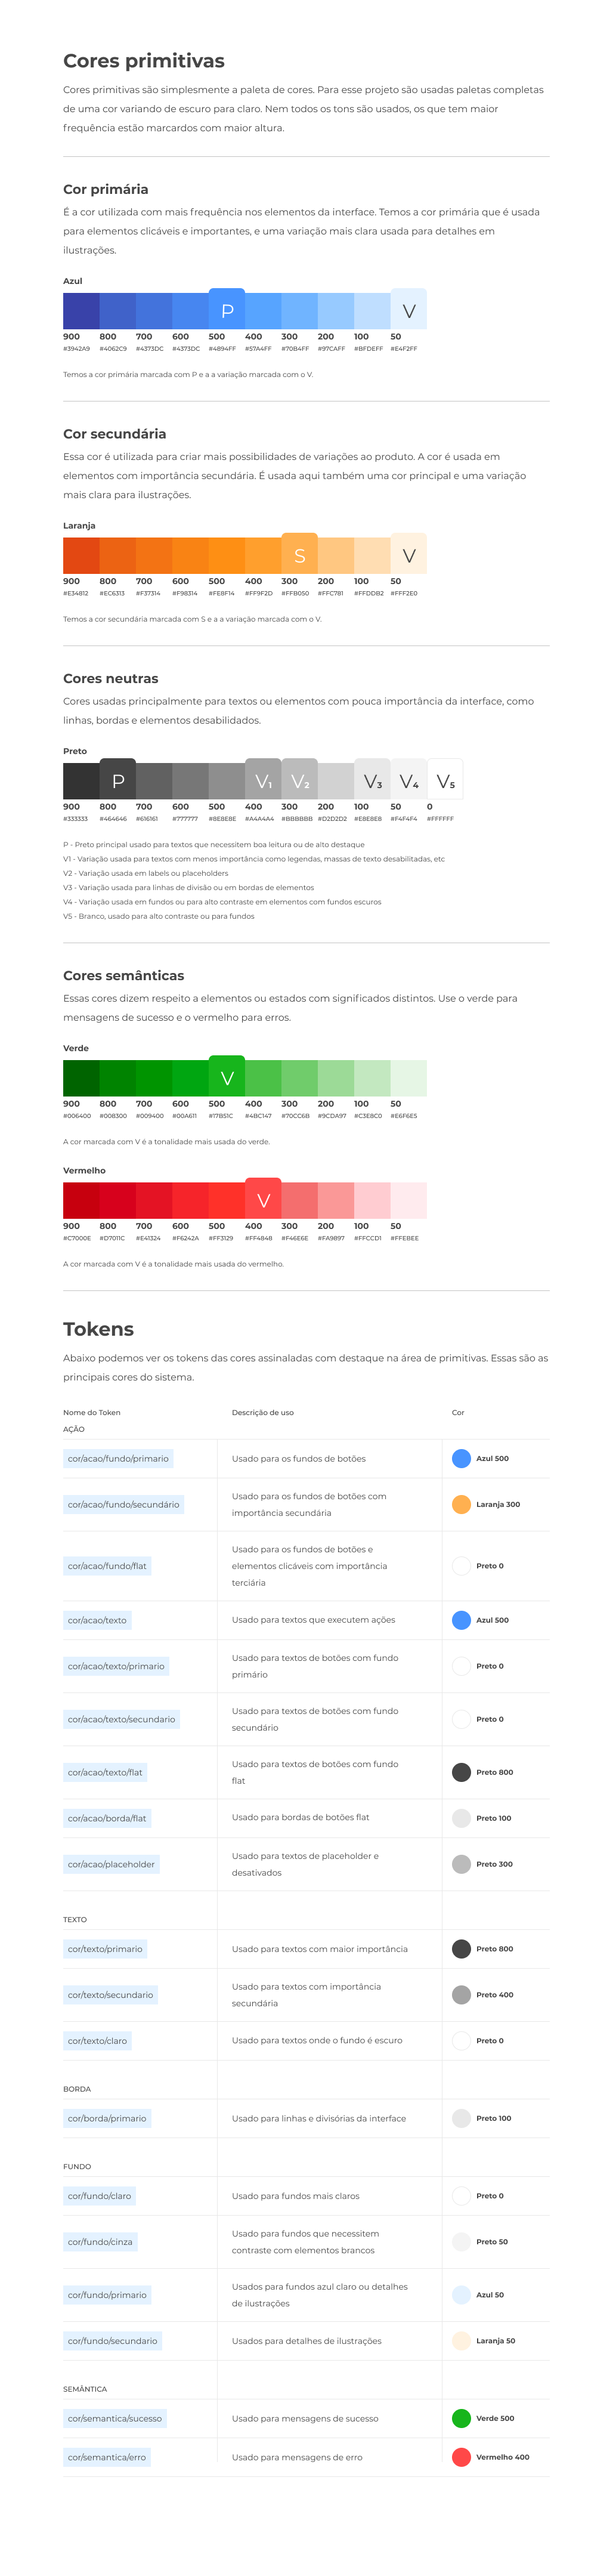 Cores primitivas
Cores primitivas são simplesmente a paleta de cores. Para esse projeto são usadas paletas completas
de uma cor variando de escuro para claro. Nem todos os tons são usados, os que tem maior
frequência estão marcardos com maior altura.
Cor primária
É a cor utilizada com mais frequência nos elementos da interface. Temos a cor primária que é usada
para elementos clicáveis e importantes, e uma variação mais clara usada para detalhes em
ilustrações.
Azul
P V
900 800 700 600 500 400 300 200 100 50
#3942A9 #4062C9 #4373DC #4373DC #4894FF #57A4FF #70B4FF #97CAFF #BFDEFF #E4F2FF
Temos a cor primária marcada com P e a a variação marcada com o V.
Cor secundária
Essa cor é utilizada para criar mais possibilidades de variações ao produto. A cor é usada em
elementos com importância secundária. É usada aqui também uma cor principal e uma variação
mais clara para ilustrações.
Laranja
S V
900 800 700 600 500 400 300 200 100 50
#E34812 #EC6313 #F37314 #F98314 #FE8F14 #FF9F2D #FFB050 #FFC781 #FFDDB2 #FFF2E0
Temos a cor secundária marcada com S e a a variação marcada com o V.
Cores neutras
Cores usadas principalmente para textos ou elementos com pouca importância da interface, como
linhas, bordas e elementos desabilidados.
Preto
P V1 V2 V3 V4 V5
900 800 700 600 500 400 300 200 100 50 0
#333333 #464646 #616161 #777777 #8E8E8E #A4A4A4 #BBBBBB #D2D2D2 #E8E8E8 #F4F4F4 #FFFFFF
P - Preto principal usado para textos que necessitem boa leitura ou de alto destaque
V1 - Variação usada para textos com menos importância como legendas, massas de texto desabilitadas, etc
V2 - Variação usada em labels ou placeholders
V3 - Variação usada para linhas de divisão ou em bordas de elementos
V4 - Variação usada em fundos ou para alto contraste em elementos com fundos escuros
V5 - Branco, usado para alto contraste ou para fundos
Cores semânticas
Essas cores dizem respeito a elementos ou estados com significados distintos. Use o verde para
mensagens de sucesso e o vermelho para erros.
Verde
V
900 800 700 600 500 400 300 200 100 50
#006400 #008300 #009400 #00A611 #17B51C #4BC147 #70CC6B #9CDA97 #C3E8C0 #E6F6E5
A cor marcada com V é a tonalidade mais usada do verde.
Vermelho
V
900 800 700 600 500 400 300 200 100 50
#C7000E #D7011C #E41324 #F6242A #FF3129 #FF4848 #F46E6E #FA9897 #FFCCD1 #FFEBEE
A cor marcada com V é a tonalidade mais usada do vermelho.
Tokens
Abaixo podemos ver os tokens das cores assinaladas com destaque na área de primitivas. Essas são as
principais cores do sistema.
Nome do Token Descrição de uso Cor
AÇÃO
cor/acao/fundo/primario Usado para os fundos de botões Azul 500
cor/acao/fundo/secundário Usado para os fundos de botões com
importância secundária Laranja 300
cor/acao/fundo/flat Usado para os fundos de botões e
elementos clicáveis com importância
terciária Preto 0
cor/acao/texto Usado para textos que executem ações Azul 500
cor/acao/texto/primario Usado para textos de botões com fundo
primário Preto 0
cor/acao/texto/secundario Usado para textos de botões com fundo
secundário Preto 0
cor/acao/texto/flat Usado para textos de botões com fundo
flat Preto 800
cor/acao/borda/flat Usado para bordas de botões flat Preto 100
cor/acao/placeholder Usado para textos de placeholder e
desativados Preto 300
TEXTO
cor/texto/primario Usado para textos com maior importância Preto 800
cor/texto/secundario Usado para textos com importância
secundária Preto 400
cor/texto/claro Usado para textos onde o fundo é escuro Preto 0
BORDA
cor/borda/primario Usado para linhas e divisórias da interface Preto 100
FUNDO
cor/fundo/claro Usado para fundos mais claros Preto 0
cor/fundo/cinza Usado para fundos que necessitem
contraste com elementos brancos Preto 50
cor/fundo/primario Usados para fundos azul claro ou detalhes
de ilustrações Azul 50
cor/fundo/secundario Usados para detalhes de ilustrações Laranja 50
SEMÂNTICA
cor/semantica/sucesso Usado para mensagens de sucesso Verde 500
cor/semantica/erro Usado para mensagens de erro Vermelho 400